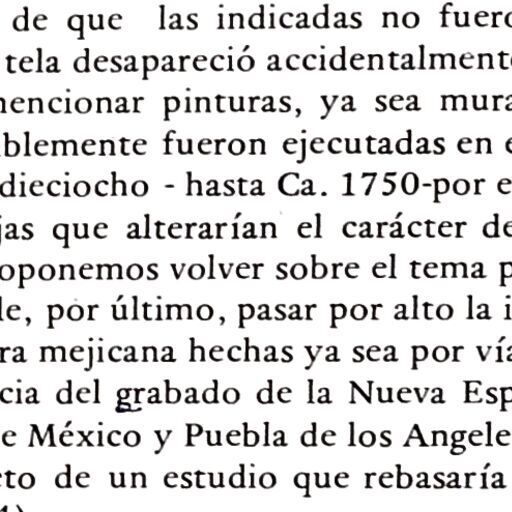 de que las indicadas no fuero
tela desapareció accidentalmente
mencionar pinturas, ya sea mura
blemente fueron ejecutadas en e
dieciocho - hasta Ca. 1750-por e
jas que alterarían el carácter de
oponemos volver sobre el tema p
le, por último, pasar por alto la i
ra mejicana hechas ya sea por vía
cia del grabado de la Nueva Esp
e México y Puebla de los Angele
eto de un estudio que rebasaría